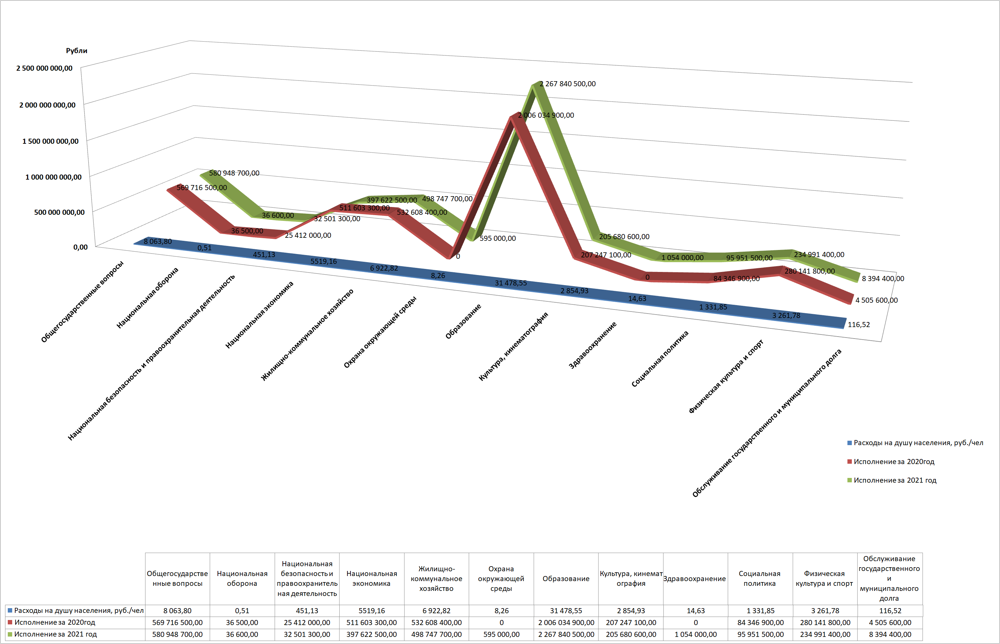 Рубли
2 500 000 000,00
2 000 000 000,00
1 500 000 000,00
1 000 000 000,00
500 000 000,00
0,00
580 948 700,00
36 600,00
32 501 300,00
397 622 500,00
498 747 700,00
595 000,00
2 267 840 500,00
205 680 600,00
1 054 000,00
95 951 500,00
234 991 400,00
8 394 400,00
569 716 500,00
36 500,00
25 412 000,00
511 603 300,00
532 608 400,00
0
2 006 034 900,00
207 247 100,00
0
84 346 900,00
280 141 800,00
4 505 600,00
8 063,80
0,51
451,13
5519,16
6 922,82
8,26
31 478,55
2 854,93
14,63
1 331,85
3 261,78
116,52
Общегосударственные вопросы
Национальная оборона
Национальная безопасность и правоохранительная деятельность
Национальная экономика
Жилищно-коммунальное хозяйство
Охрана окружающей среды
Образование
Культура, кинематография
Здравоохранение
Социальная политика
Физическая культура и спорт
Обслуживание государственного и муниципального долга
Расходы на душу населения, руб./чел
Исполнение за 2020год
Исполнение за 2021 год
Общегосударстве
нные вопросы
Национальная
оборона
Национальная
безопасность и
правоохранитель
ная деятельность
Национальная
экономика
Жилищно-
коммунальное
хозяйство
Охрана
окружающей
среды
Образование
Культура, кинемат
ография
Здравоохранение
Социальная
политика
Физическая
культура и спорт
Обслуживание
государственного
и
муниципального
долга
Расходы на душу населения, руб./чел 8 063,80 0,51 451,13 5519,16 6 922,82 8,26 31 478,55 2 854,93 14,63 1 331,85 3 261,78 116,52
Исполнение за 2020год 569 716 500,00 36 500,00 25 412 000,00 511 603 300,00 532 608 400,00 0 2 006 034 900,00 207 247 100,00 0 84 346 900,00 280 141 800,00 4 505 600,00
Исполнение за 2021 год 580 948 700,00 36 600,00 32 501 300,00 397 622 500,00 498 747 700,00 595 000,00 2 267 840 500,00 205 680 600,00 1 054 000,00 95 951 500,00 234 991 400,00 8 394 400,00